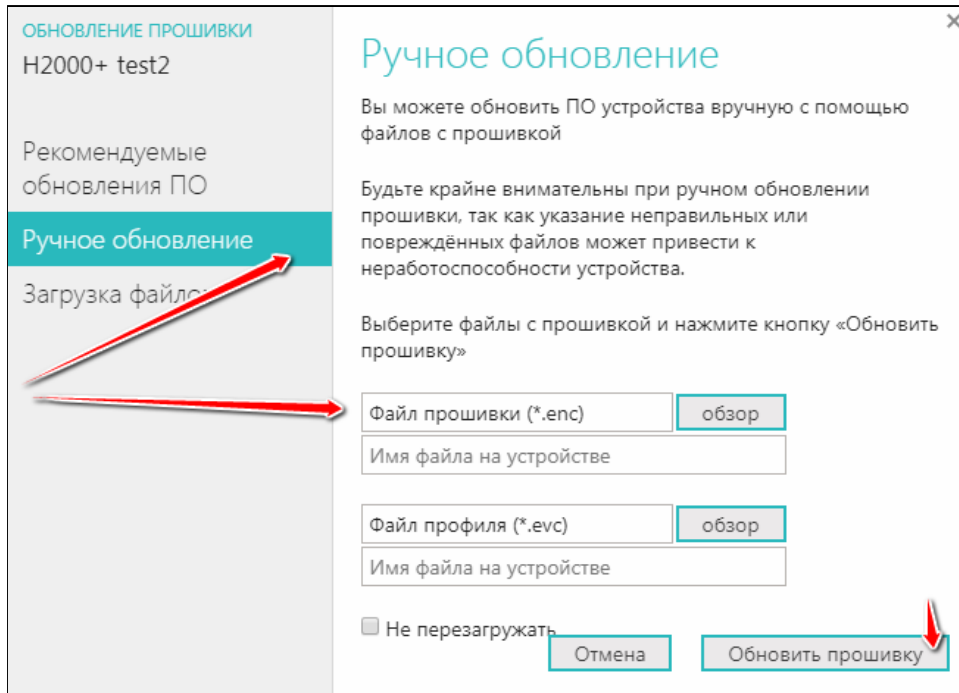 ОБНОВЛЕНИЕ ПРОШИВКИ
H2000+ test2
Рекомендуемые
обновления ПО
Ручное обновление
Загрузка
Ручное обновление
Вы можете обновить ПО устройства вручную с помощью
файлов с прошивкой
Будьте крайне внимательны при ручном обновлении
прошивки, так как указание неправильных или
повреждённых файлов может привести к
неработоспособности устройства.
Выберите файлы с прошивкой и нажмите кнопку «Обновить
прошивку»
Файл прошивки (*.enc)
обзор
Имя файла на устройстве
Файл профиля (*.evc)
обзор
Имя файла на устройстве
Не перезагружать
Отмена
Обновить прошивку